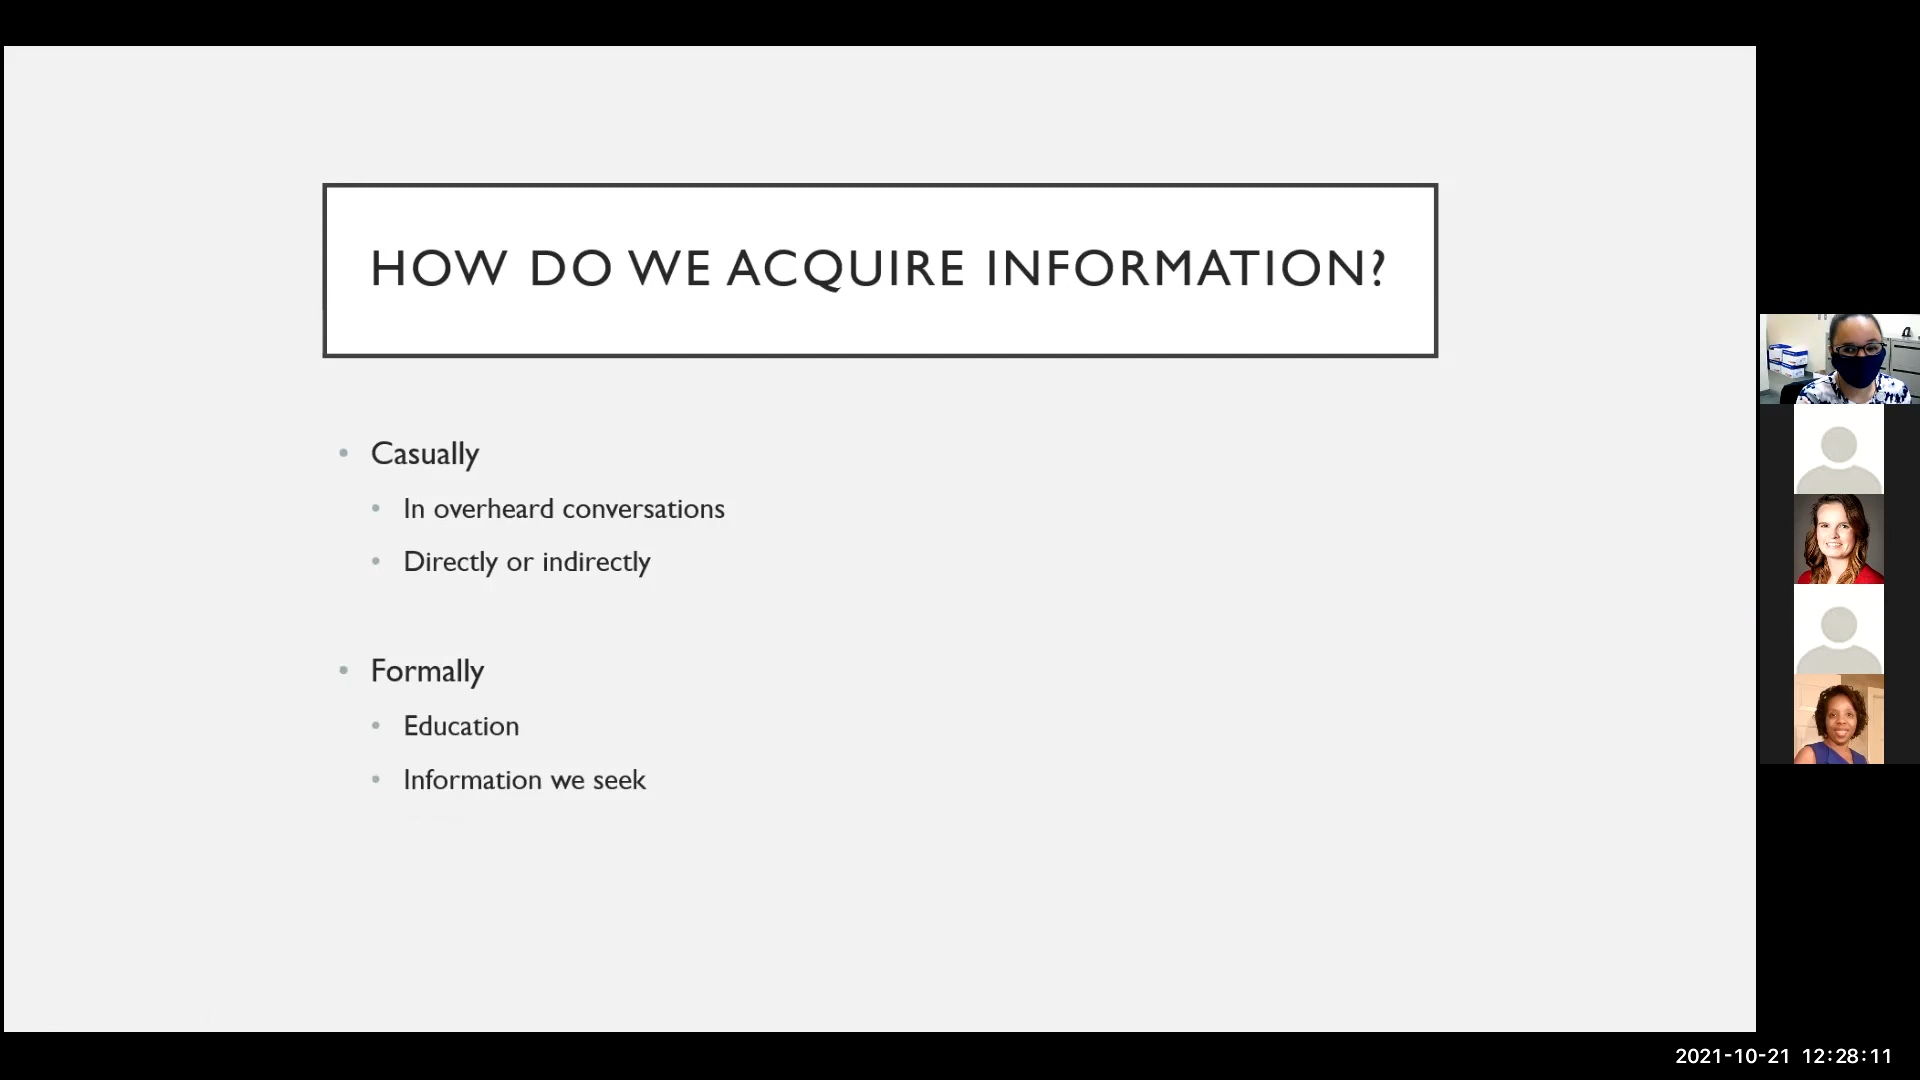 HOW DO WE ACQUIRE INFORMATION?
• Casually
• In overheard conversations
• Directly or indirectly
• Formally
• Education
• Information we seek
2021-10-21 12:28:11